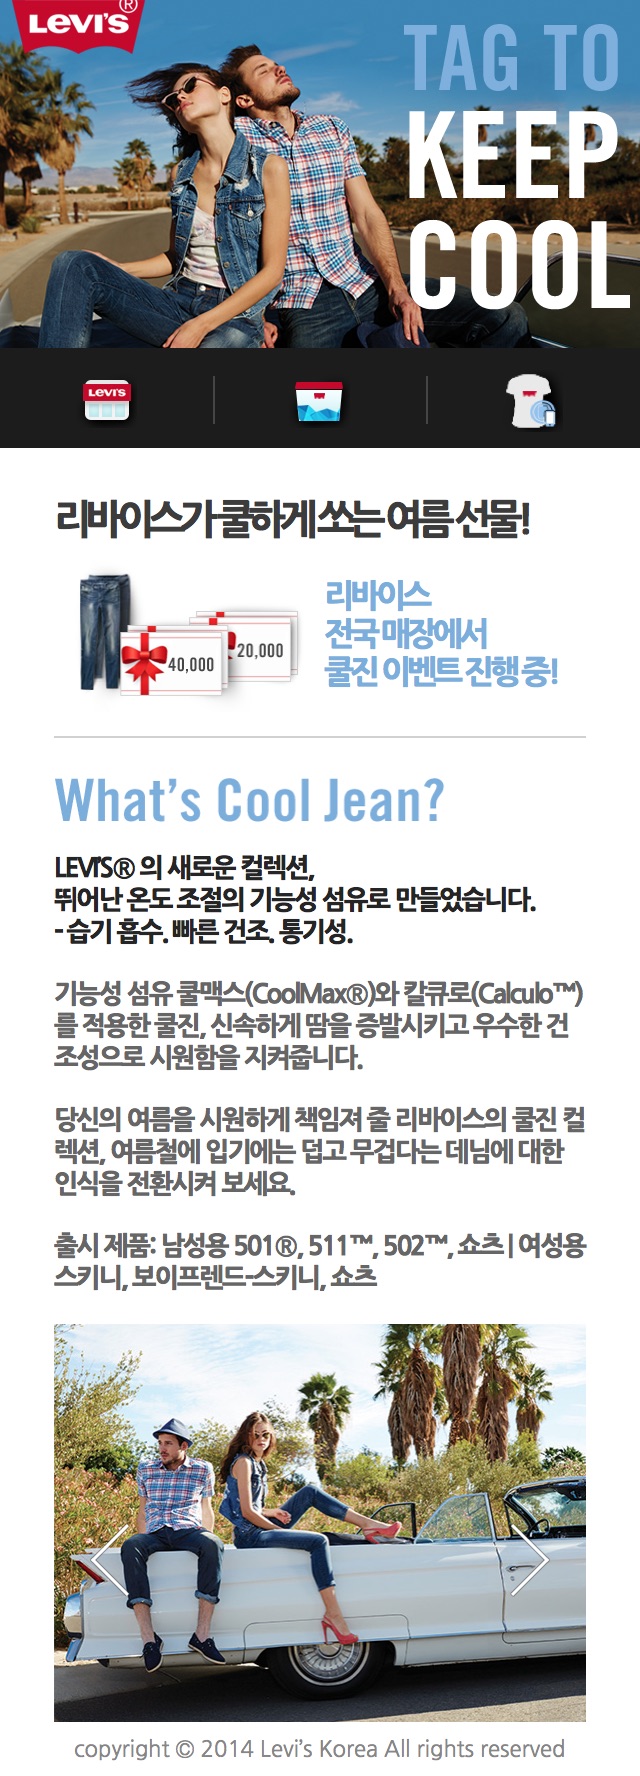 LEVI'S®
TAG TO
KEEP
COOL
LEVI'S
리바이스가 쿨하게 쏘는 여름 선물!
40,000
20,000
리바이스
전국 매장에서
쿨진 이벤트 진행 중!
What's Cool Jean?
LEVI'S® 의 새로운 컬렉션,
뛰어난 온도 조절의 기능성 섬유로 만들었습니다.
- 습기 흡수. 빠른 건조. 통기성.
기능성 섬유 쿨맥스(CoolMax®)와 칼큐로(Calculo™)
를 적용한 쿨진, 신속하게 땀을 증발시키고 우수한 건
조성으로 시원함을 지켜줍니다.
당신의 여름을 시원하게 책임져 줄 리바이스의 쿨진 컬
렉션, 여름철에 입기에는 덥고 무겁다는 데님에 대한
인식을 전환시켜 보세요.
출시 제품: 남성용 501®, 511™, 502™, 쇼츠 | 여성용
스키니, 보이프렌드-스키니, 쇼츠
copyright © 2014 Levi's Korea All rights reserved